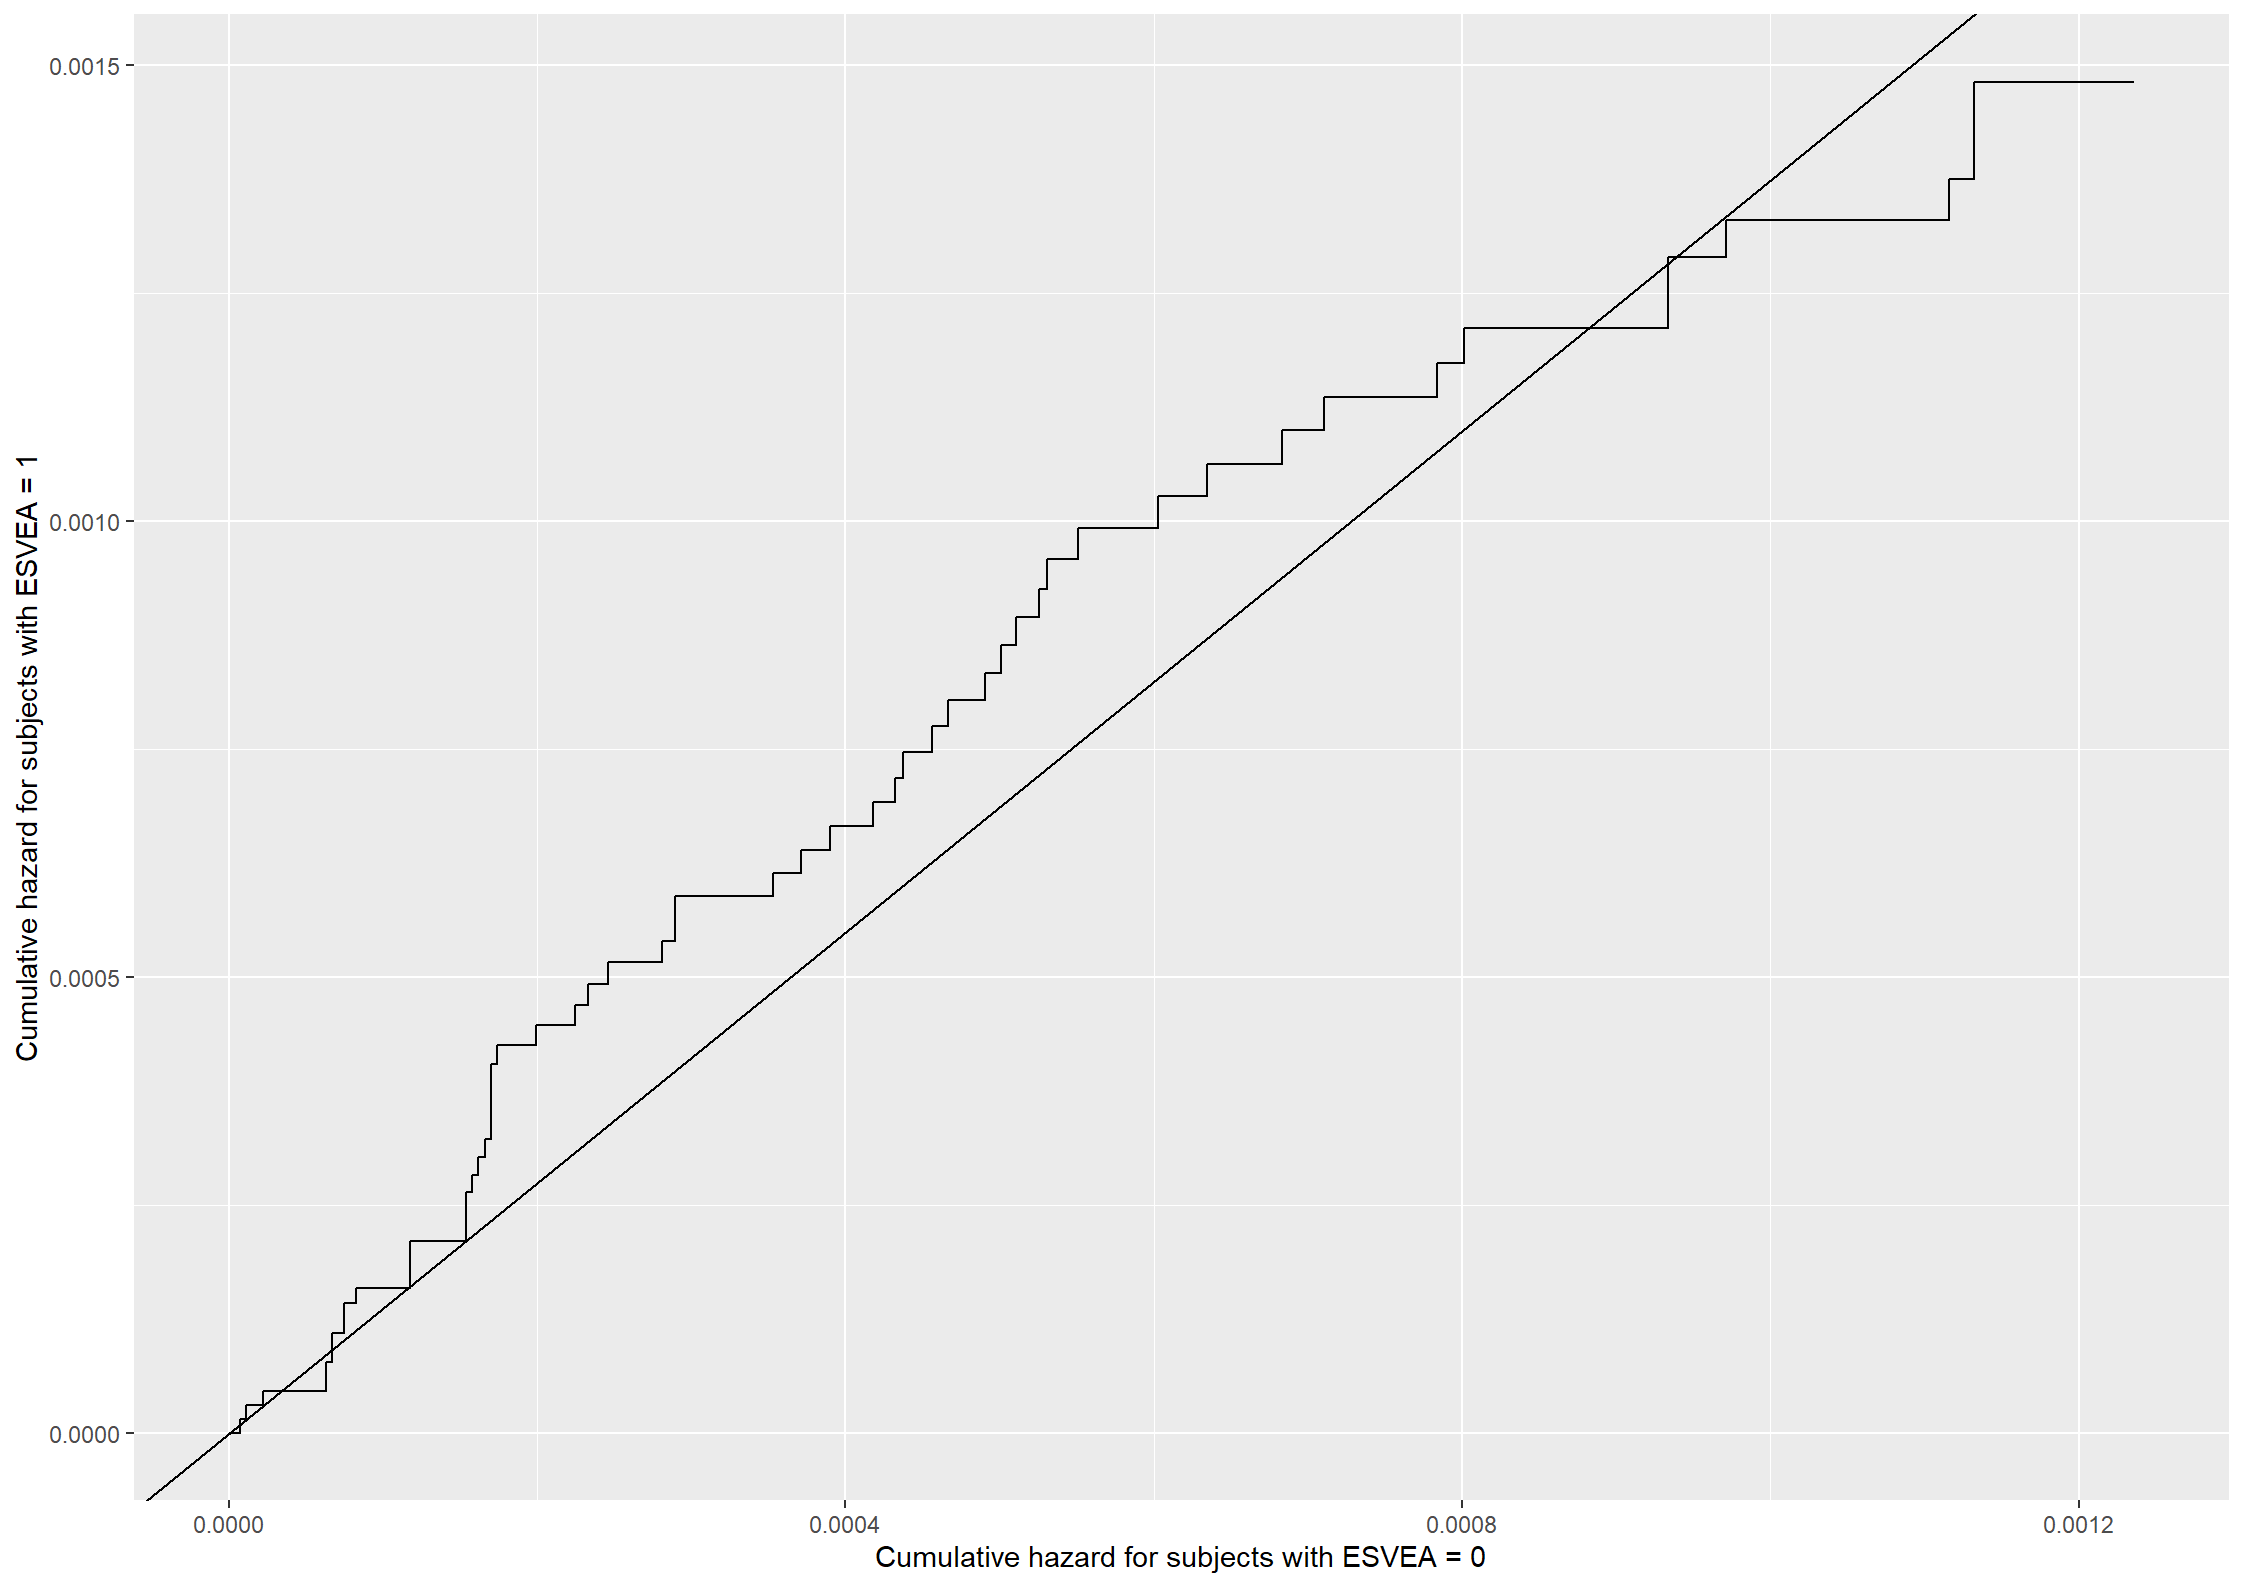 Cumulative hazard for subjects with ESVEA = 1
0.0015
0.0010
0.0005
0.0000
0.0000 0.0004 0.0008 0.0012
Cumulative hazard for subjects with ESVEA = 0